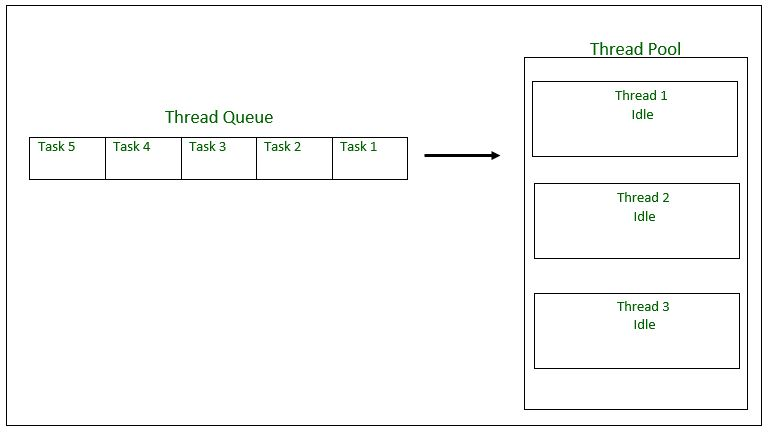 Thread Pool
Thread Queue
Task 5
Task 4
Task 3
Task 2
Task 1
Thread 1
Idle
Thread 2
Idle
Thread 3
Idle